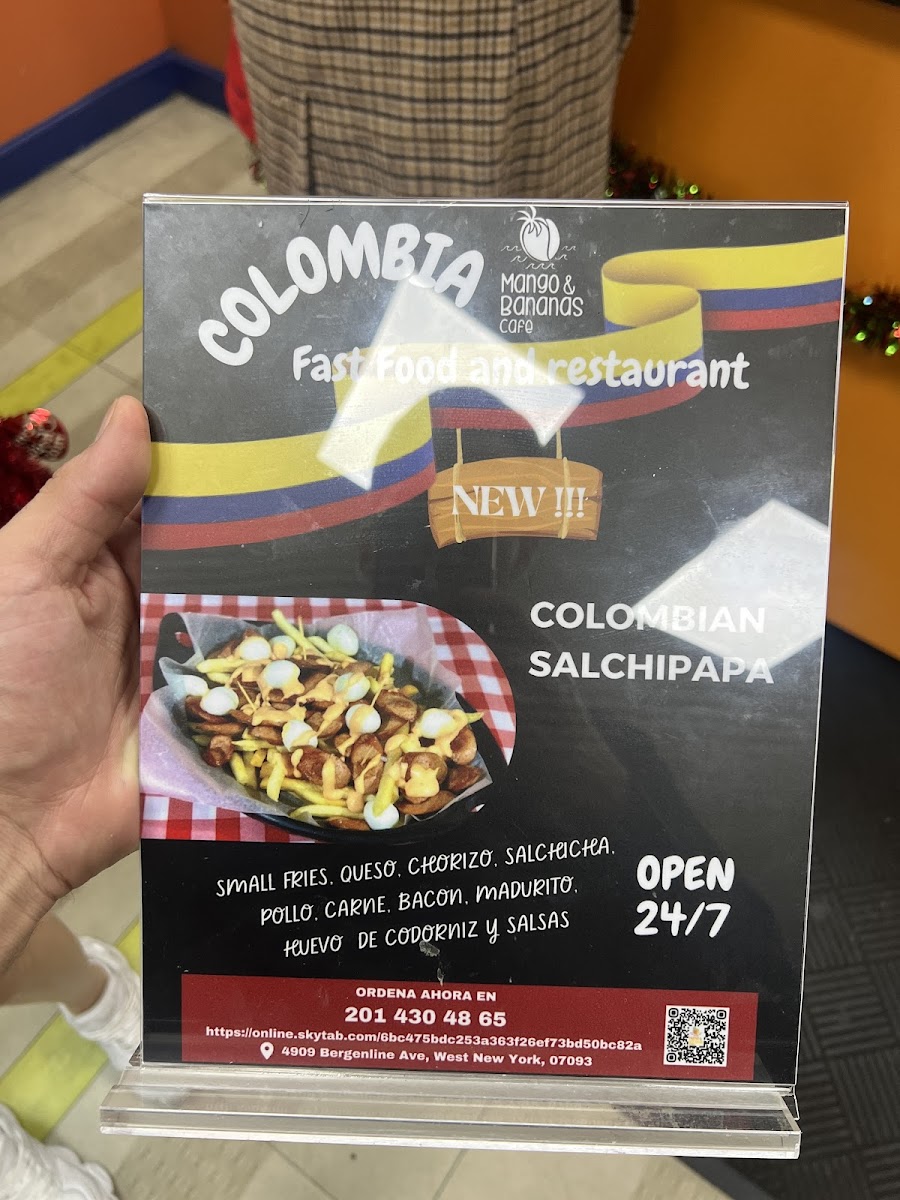 COLOMBIA
Mango &
Bananas
Cafe
Fast Food and restaurant
NEW !!!
COLOMBIAN
SALCHIPAPA
SMALL FRIES, QUESO, CHORIZO, SALCHICHA,
POLLO, CARNE, BACON, MADURITO,
HUEVO DE CODORNIZ y SALSAS
OPEN
24/7
ORDENA AHORA EN
201 430 48 65
https://online.skytab.com/6bc475bdc253a363f26ef73bd50bc82a
4909 Bergenline Ave, West New York, 07093